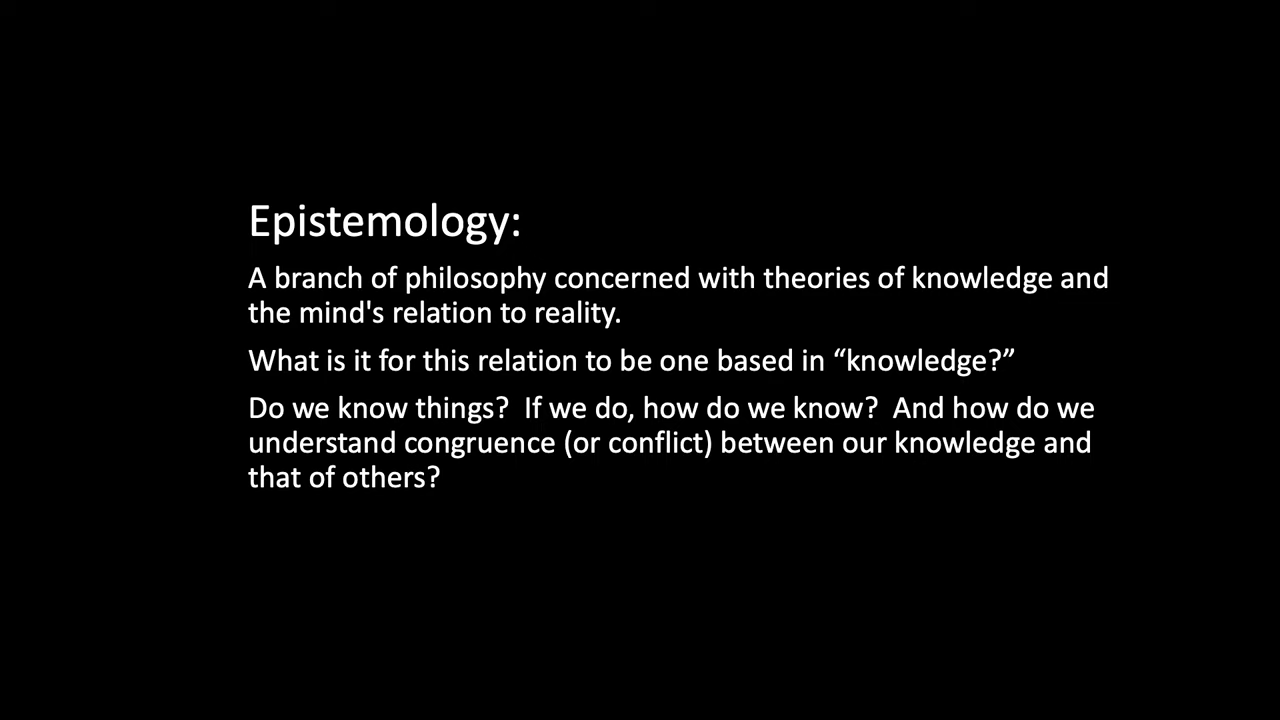 Epistemology:
A branch of philosophy concerned with theories of knowledge and
the mind's relation to reality.
What is it for this relation to be one based in “knowledge?”
Do we know things?  If we do, how do we know?  And how do we
understand congruence (or conflict) between our knowledge and
that of others?